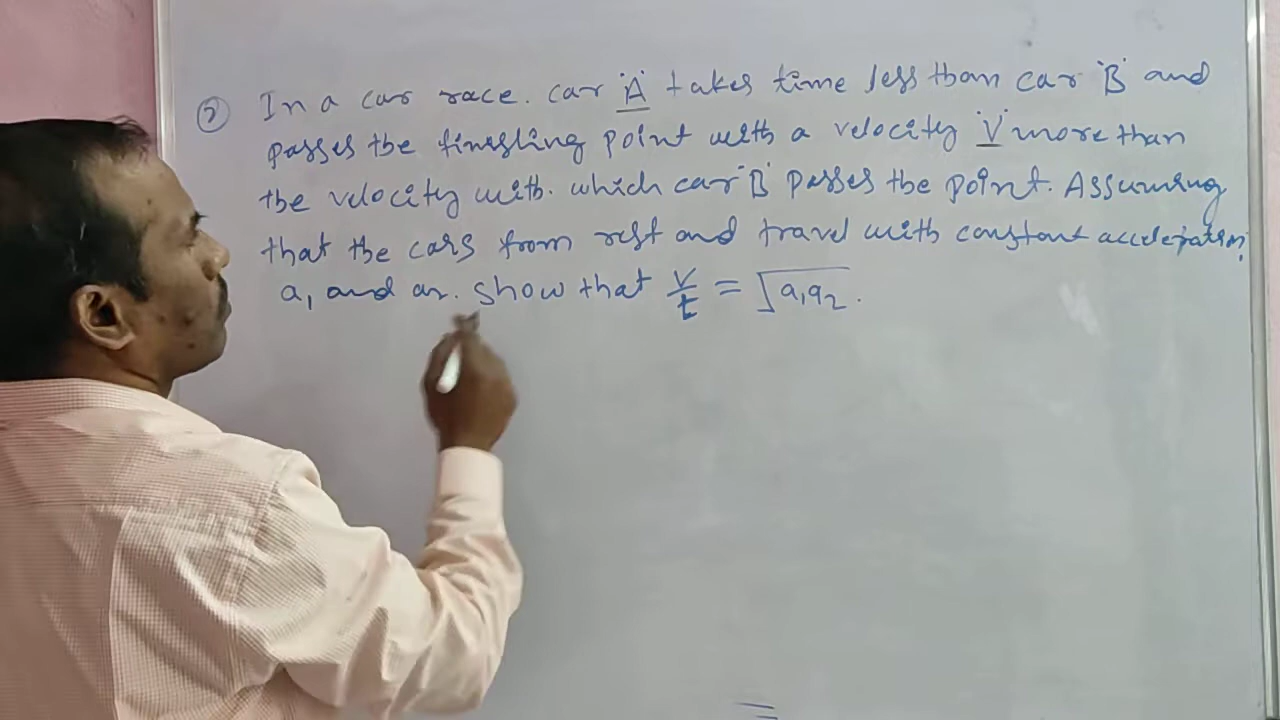 ② In a car race. car 'A' takes time less than car 'B' and
passes the finishing point with a velocity 'V' more than
the velocity with. which car 'B' passes the point. Assuming
that the cars from rest and travel with constant acceleration,
a₁ and a₂. show that V/t = √a₁a₂.